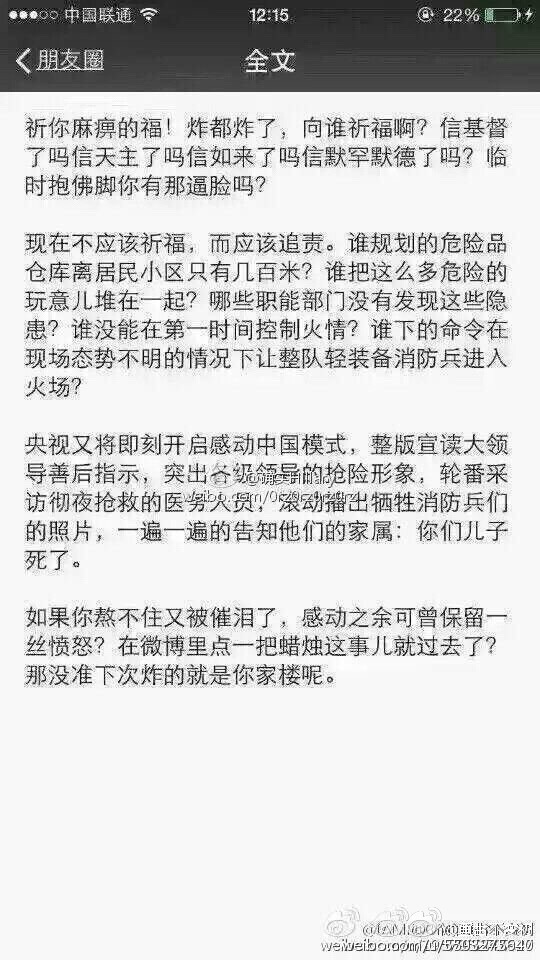 中国联通 12:15 22%
朋友圈 全文
祈你麻痹的福！炸都炸了，向谁祈福啊？信基督
了吗信天主了吗信如来了吗信默罕默德了吗？临
时抱佛脚你有那逼脸吗？
现在不应该祈福，而应该追责。谁规划的危险品
仓库离居民小区只有几百米？谁把这么多危险的
玩意儿堆在一起？哪些职能部门没有发现这些隐
患？谁没能在第一时间控制火情？谁下的命令在
现场态势不明的情况下让整队轻装备消防兵进入
火场？
央视又将即刻开启感动中国模式，整版宣读大领
导善后指示，突出各级领导的抢险形象，轮番采
访彻夜抢救的医务人员，滚动播出牺牲消防兵们
的照片，一遍一遍的告知他们的家属：你们儿子
死了。
如果你熬不住又被催泪了，感动之余可曾保留一
丝愤怒？在微博里点一把蜡烛这事儿就过去了？
那没准下次炸的就是你家楼呢。